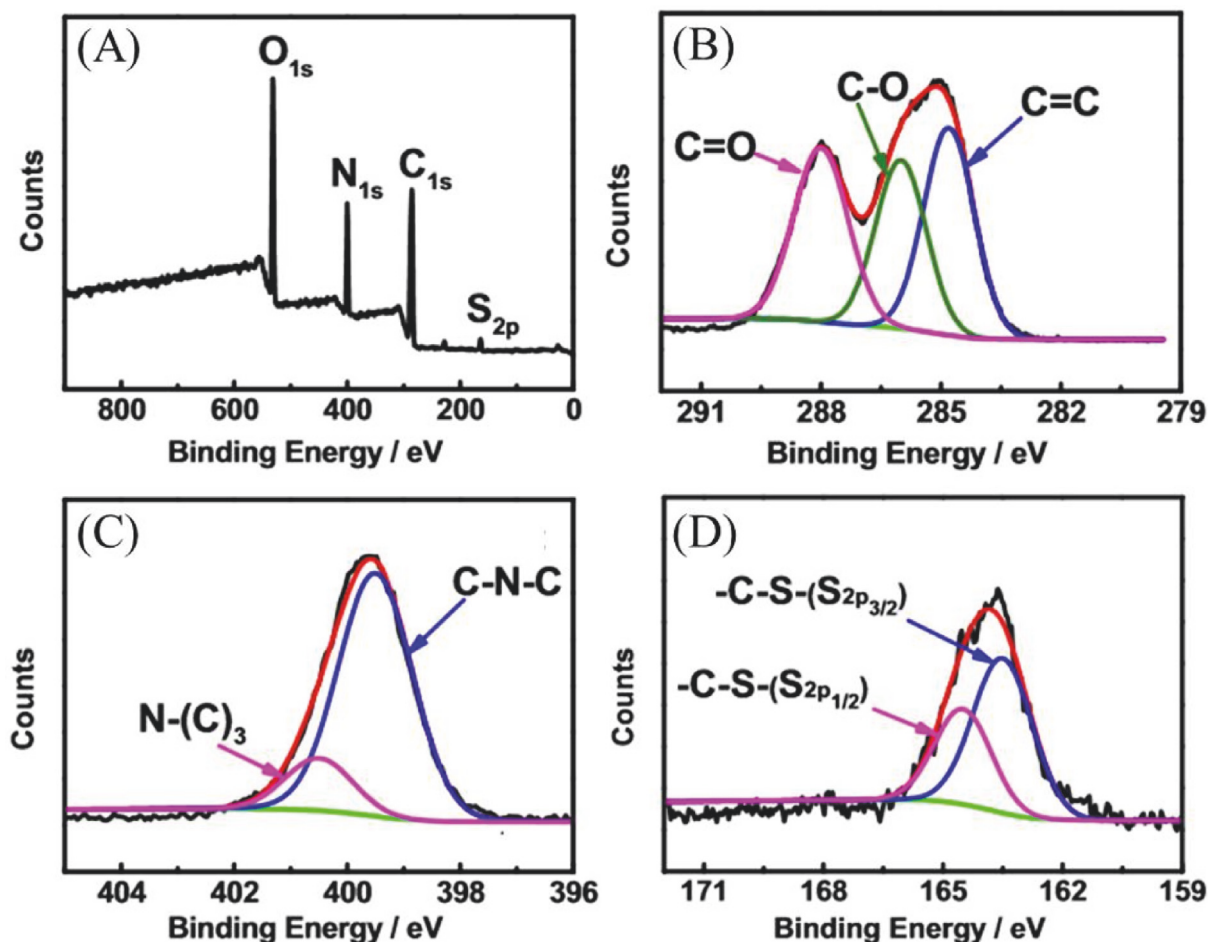 (A)
O1s
N1s
C1s
S2p
Counts
800 600 400 200 0
Binding Energy / eV
(B)
C=O
C-O
C=C
Counts
291 288 285 282 279
Binding Energy / eV
(C)
C-N-C
N-(C)3
Counts
404 402 400 398 396
Binding Energy / eV
(D)
-C-S-(S2p3/2)
-C-S-(S2p1/2)
Counts
171 168 165 162 159
Binding Energy / eV